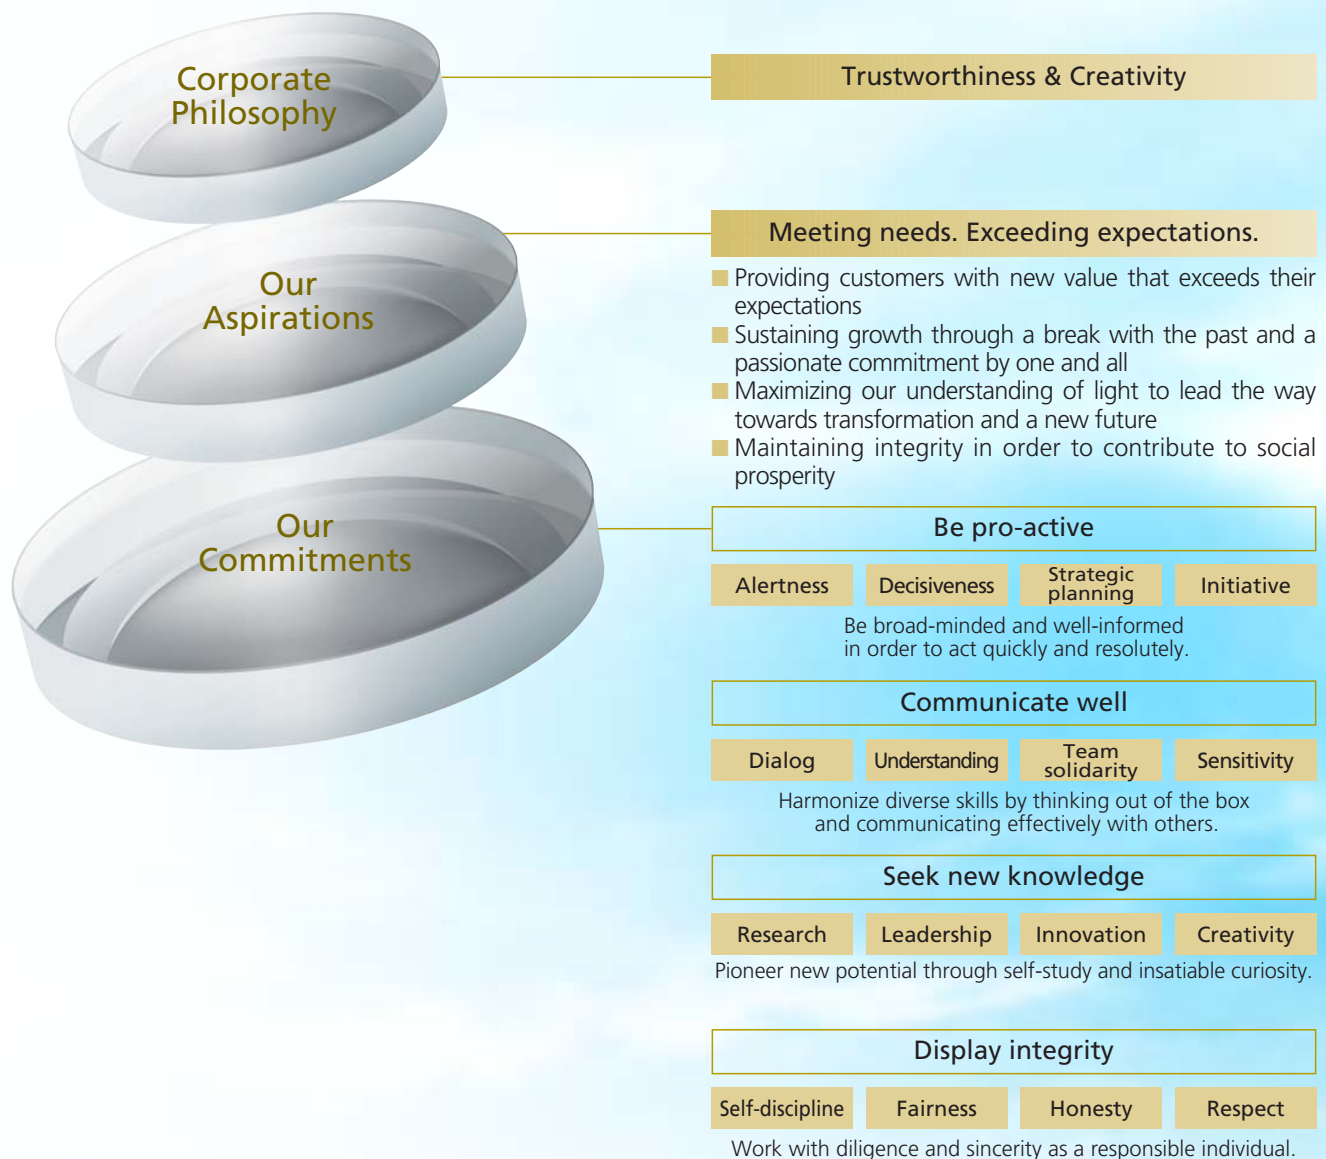 Corporate
Philosophy
Trustworthiness & Creativity
Our
Aspirations
Meeting needs. Exceeding expectations.
Providing customers with new value that exceeds their
expectations
Sustaining growth through a break with the past and a
passionate commitment by one and all
Maximizing our understanding of light to lead the way
towards transformation and a new future
Maintaining integrity in order to contribute to social
prosperity
Our
Commitments
Be pro-active
Alertness
Decisiveness
Strategic
planning
Initiative
Be broad-minded and well-informed
in order to act quickly and resolutely.
Communicate well
Dialog
Understanding
Team
solidarity
Sensitivity
Harmonize diverse skills by thinking out of the box
and communicating effectively with others.
Seek new knowledge
Research
Leadership
Innovation
Creativity
Pioneer new potential through self-study and insatiable curiosity.
Display integrity
Self-discipline
Fairness
Honesty
Respect
Work with diligence and sincerity as a responsible individual.